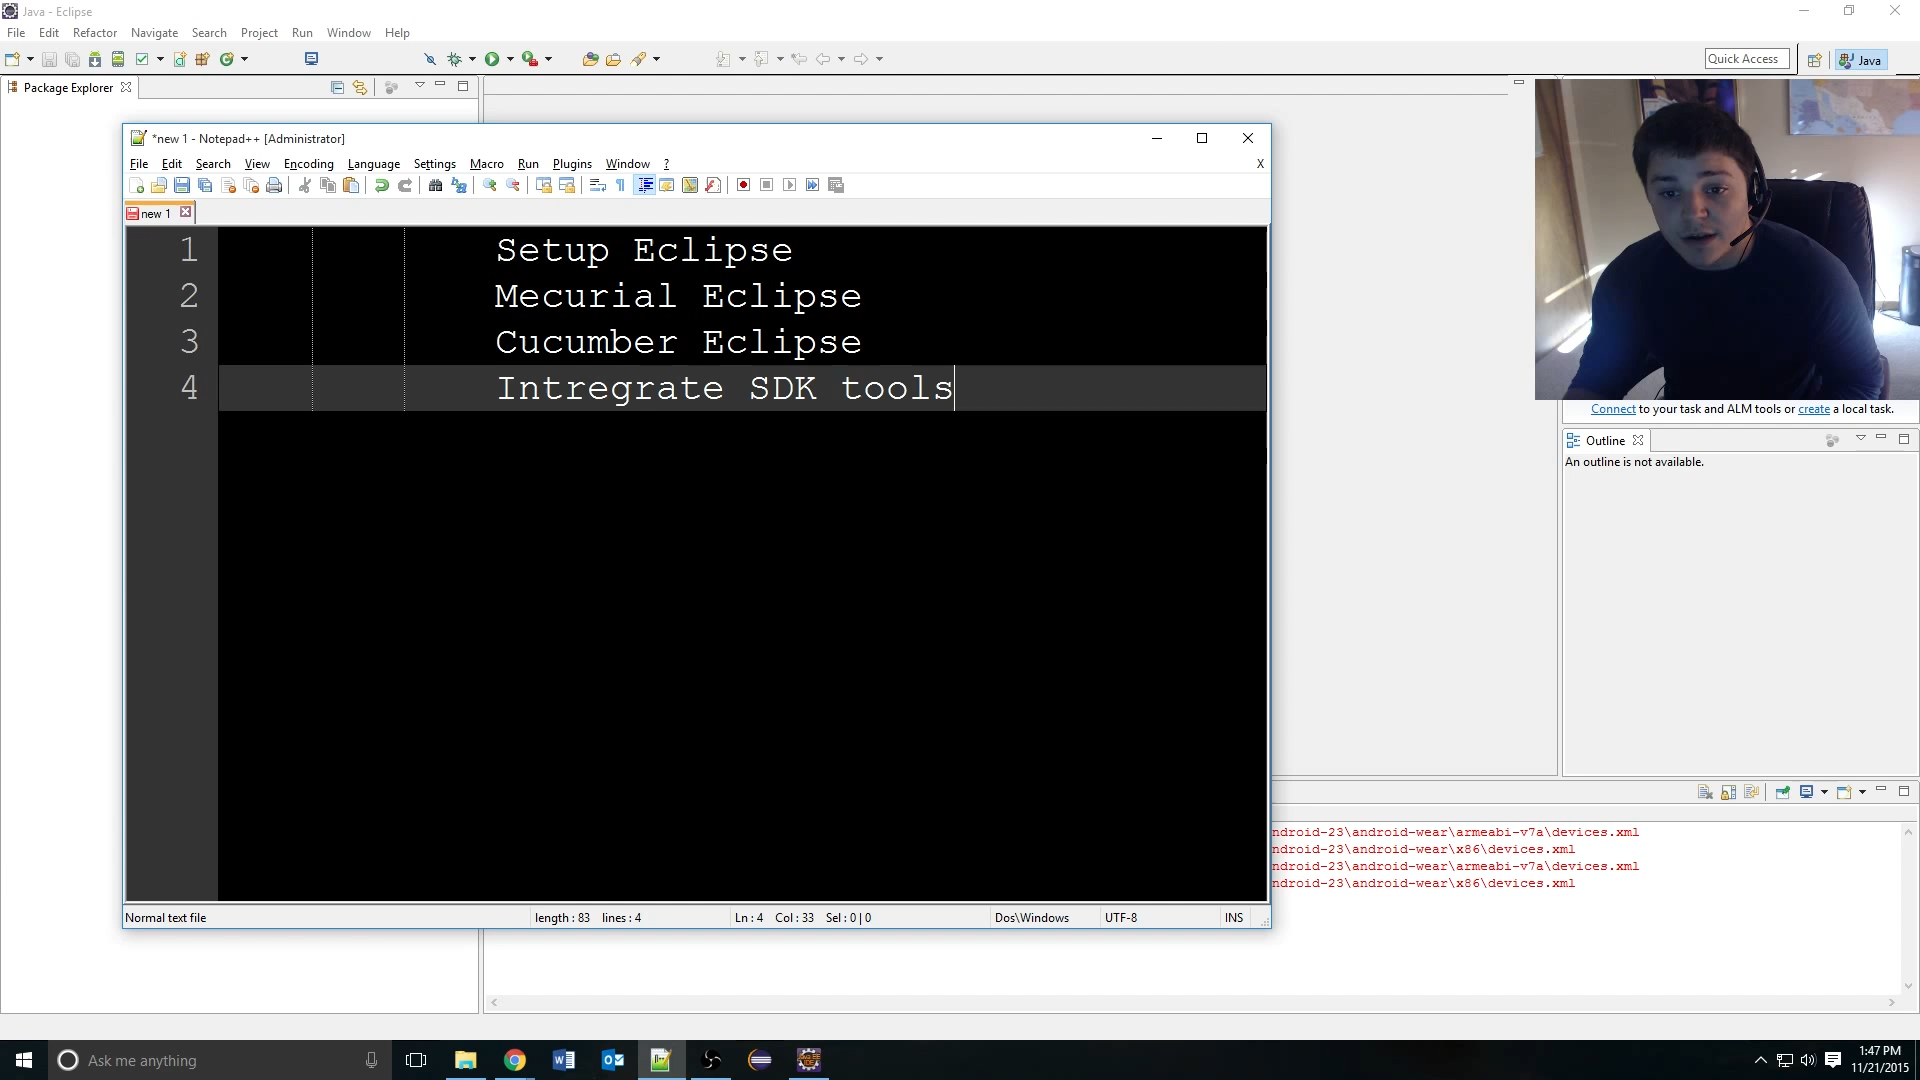 Java - Eclipse
File Edit Refactor Navigate Search Project Run Window Help
Quick Access
Java
Package Explorer
*new 1 - Notepad++ [Administrator]
File Edit Search View Encoding Language Settings Macro Run Plugins Window ? X
new 1
1 Setup Eclipse
2 Mecurial Eclipse
3 Cucumber Eclipse
4 Intregrate SDK tools
Normal text file length : 83 lines : 4 Ln : 4 Col : 33 Sel : 0 | 0 Dos\Windows UTF-8 INS
Connect to your task and ALM tools or create a local task.
Outline
An outline is not available.
ndroid-23\android-wear\armeabi-v7a\devices.xml
ndroid-23\android-wear\x86\devices.xml
ndroid-23\android-wear\armeabi-v7a\devices.xml
ndroid-23\android-wear\x86\devices.xml
Ask me anything
1:47 PM
11/21/2015